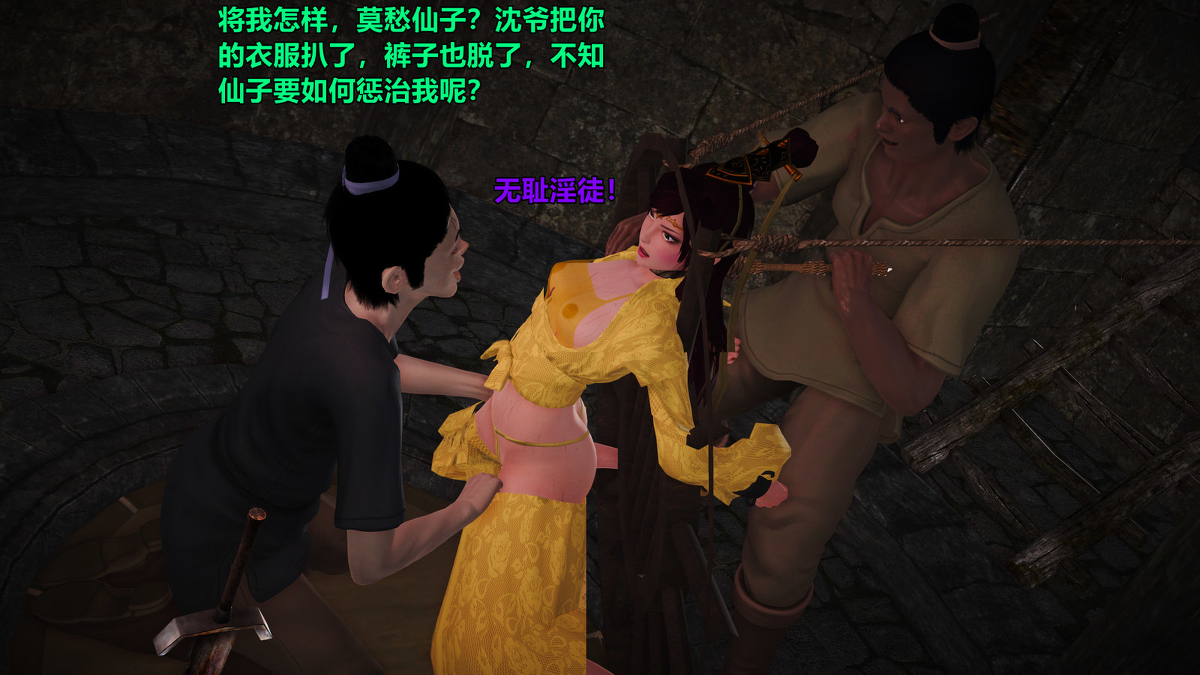 将我怎样，莫愁仙子？沈爷把你
的衣服扒了，裤子也脱了，不知
仙子要如何惩治我呢？
无耻淫徒！